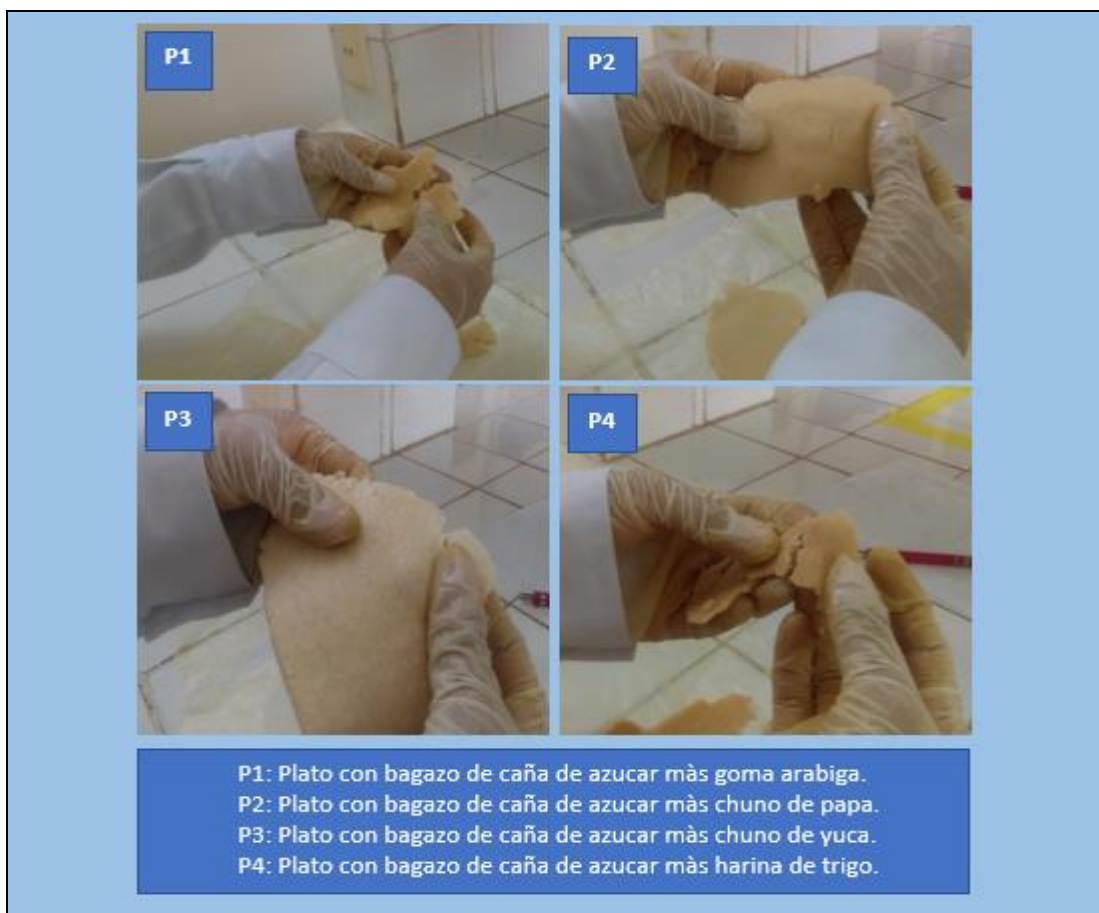 P1
P2
P3
P4
P1: Plato con bagazo de caña de azucar màs goma arabiga.
P2: Plato con bagazo de caña de azucar màs chuno de papa.
P3: Plato con bagazo de caña de azucar màs chuno de yuca.
P4: Plato con bagazo de caña de azucar màs harina de trigo.